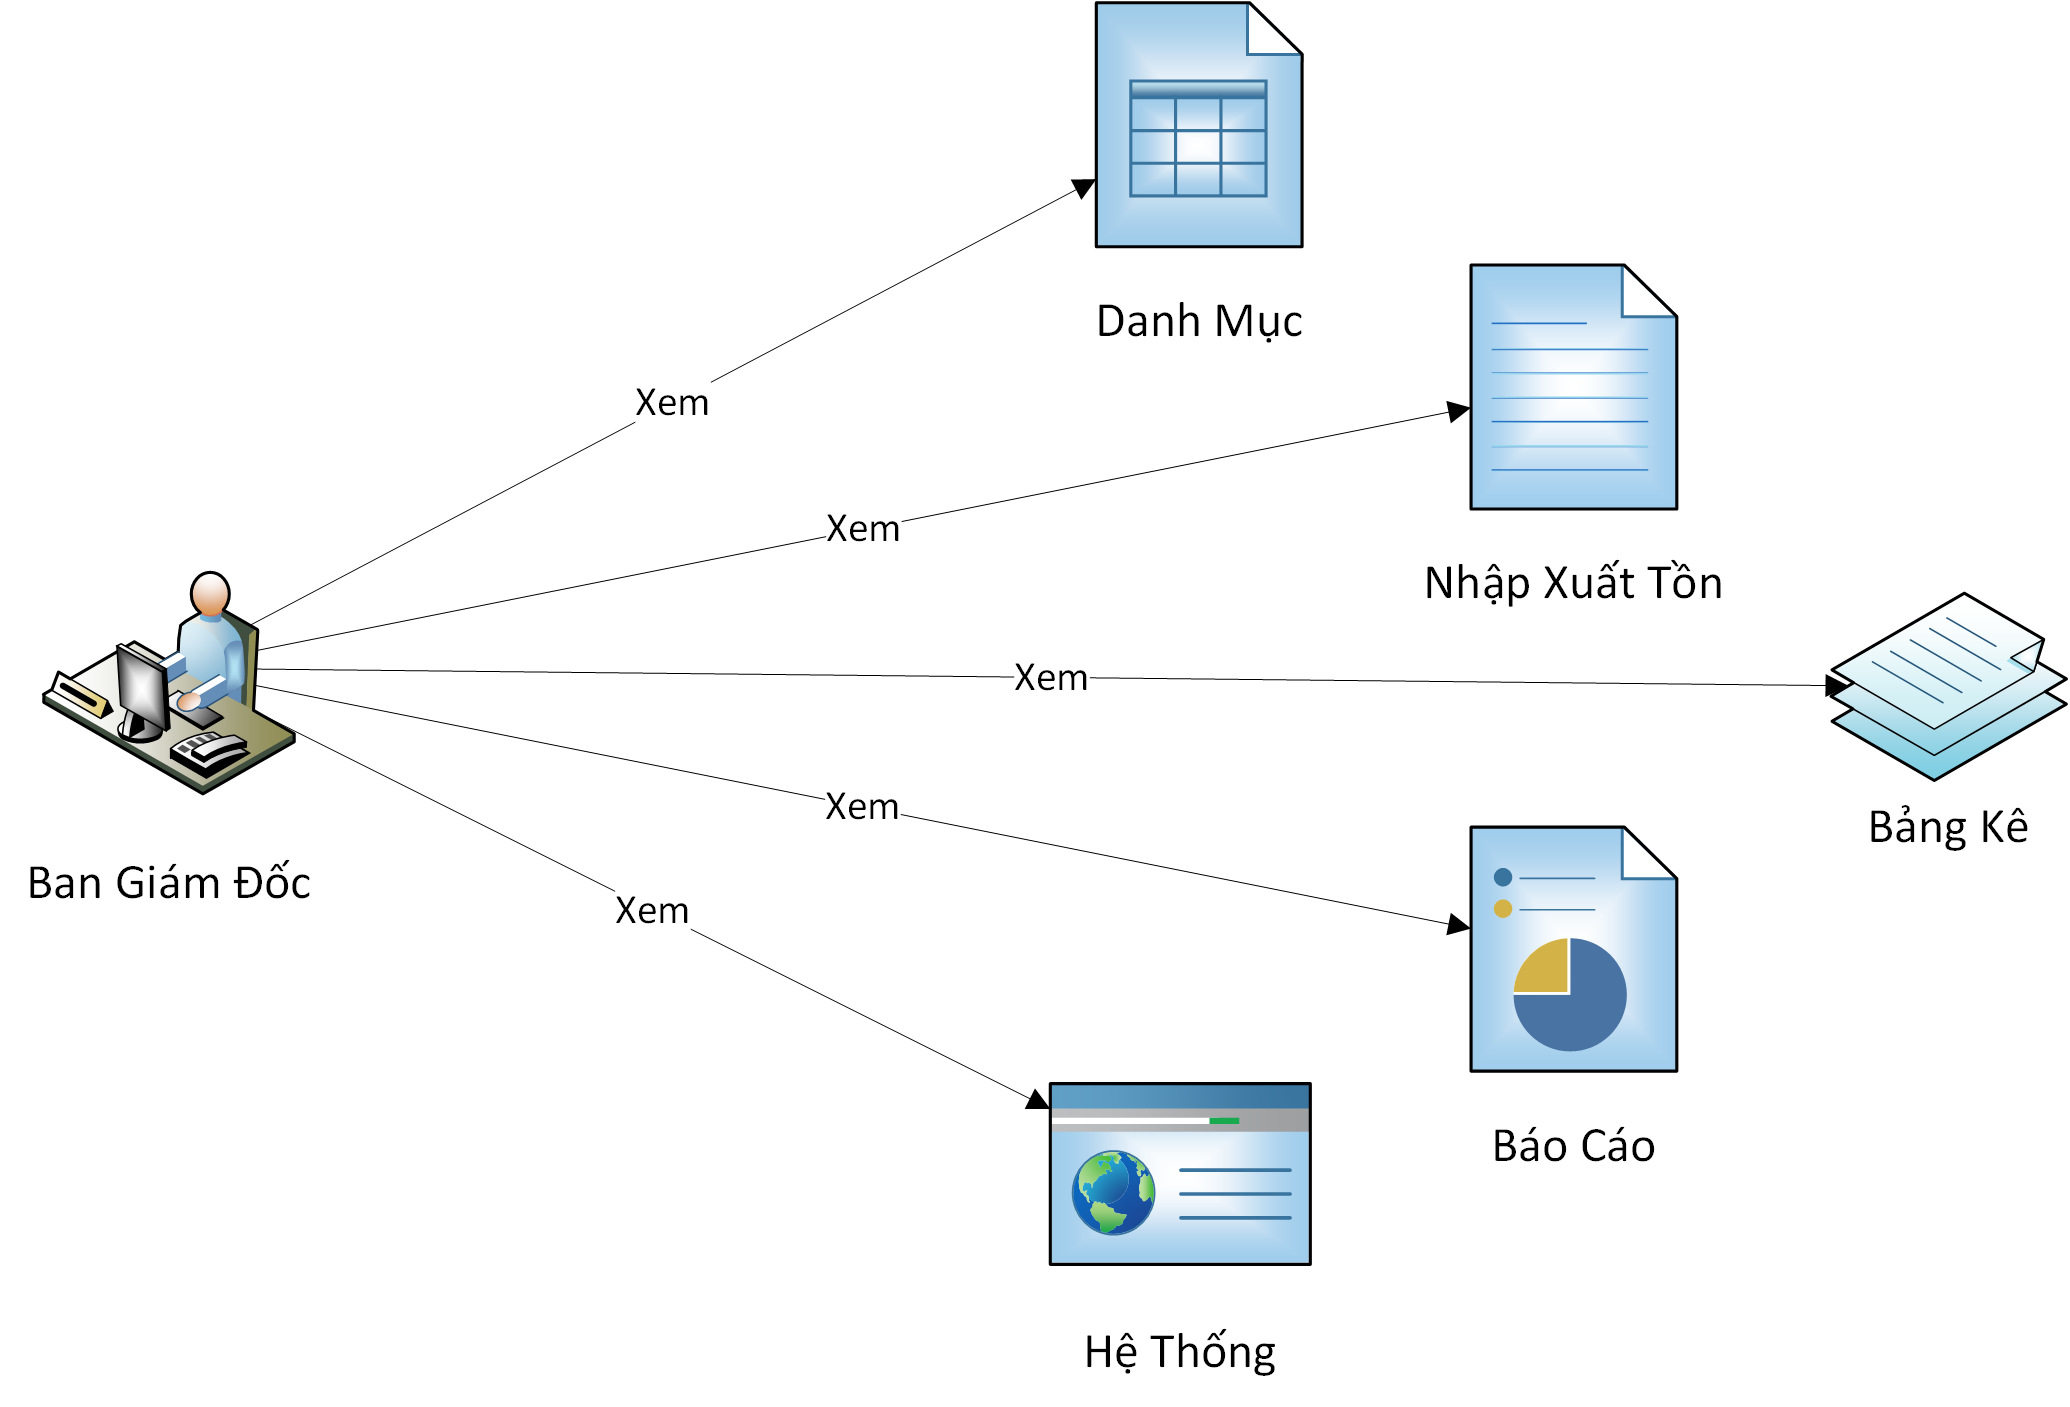 Danh Mục
Xem
Nhập Xuất Tồn
Xem
Xem
Bảng Kê
Xem
Ban Giám Đốc
Xem
Báo Cáo
Hệ Thống